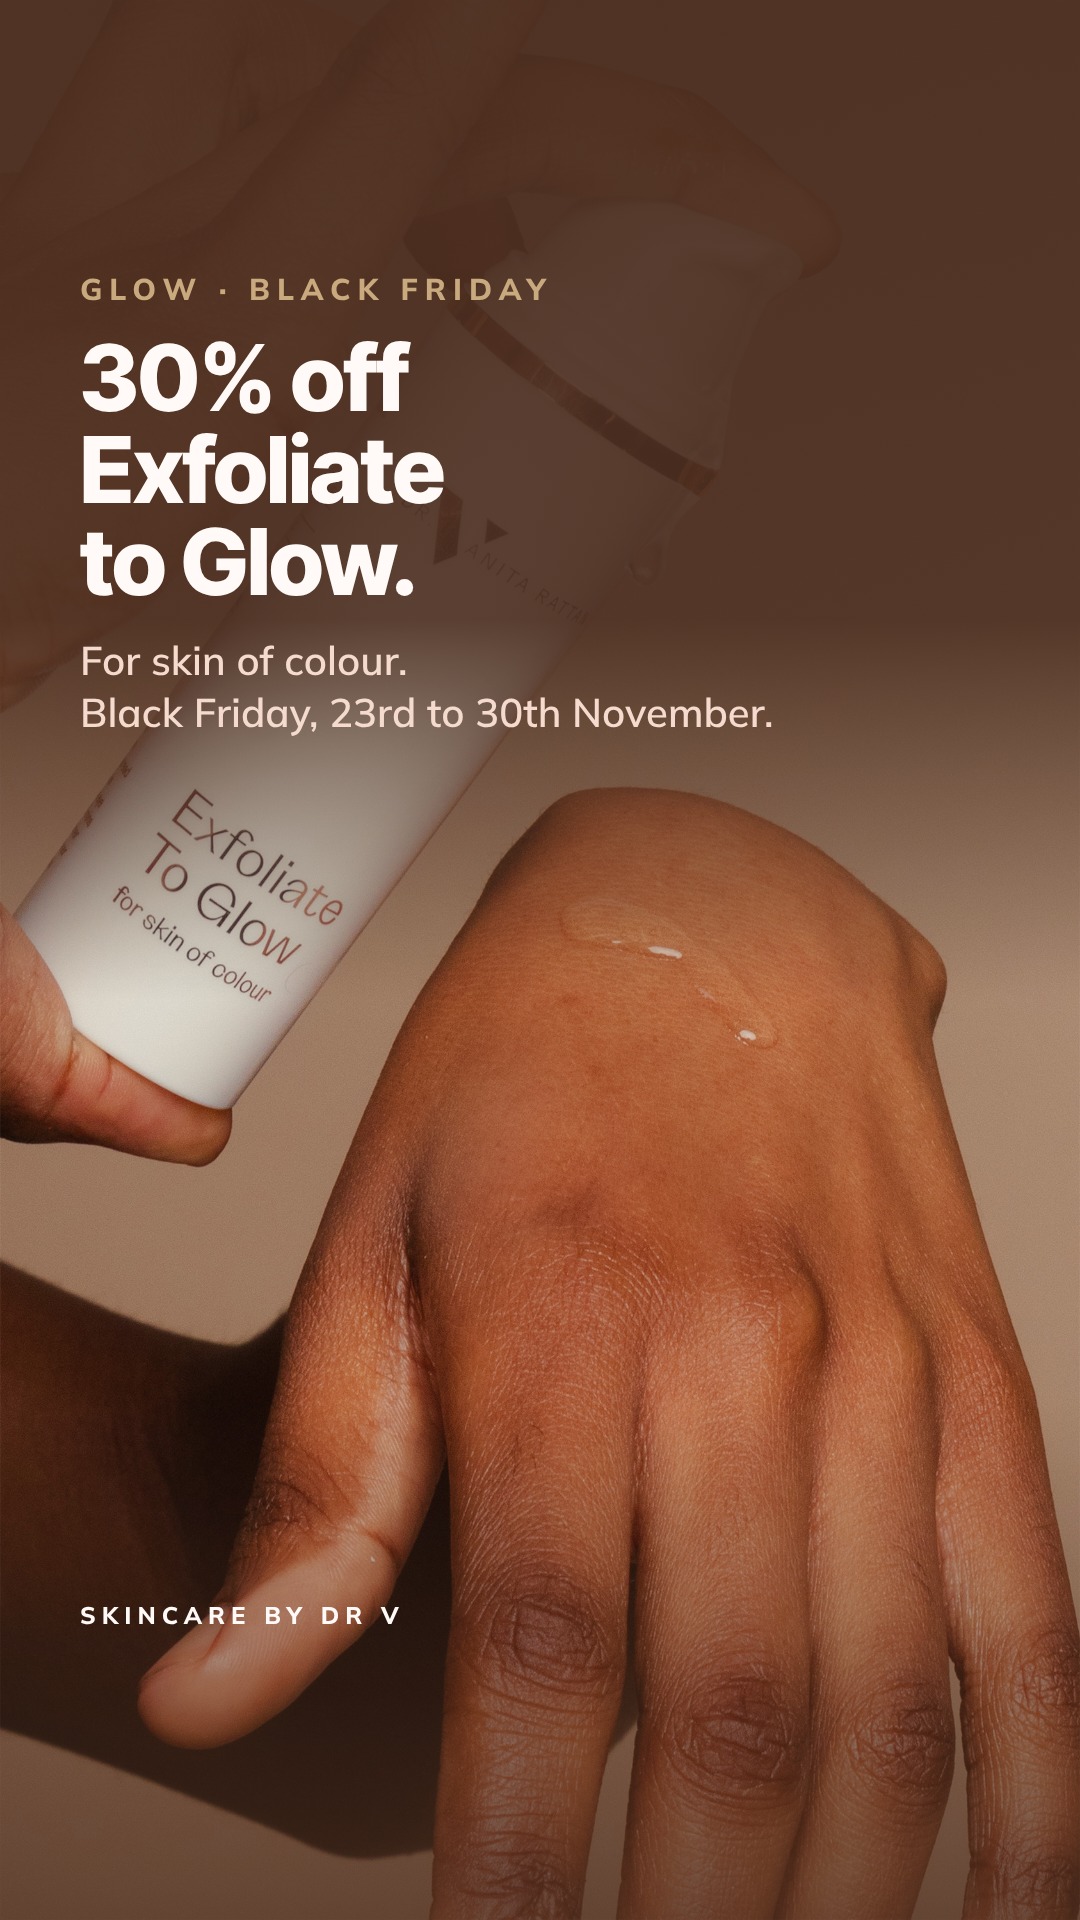 GLOW · BLACK FRIDAY
30% off
Exfoliate
to Glow.
For skin of colour.
Black Friday, 23rd to 30th November.
Exfoliate
To Glow
for skin of colour
SKINCARE BY DR V